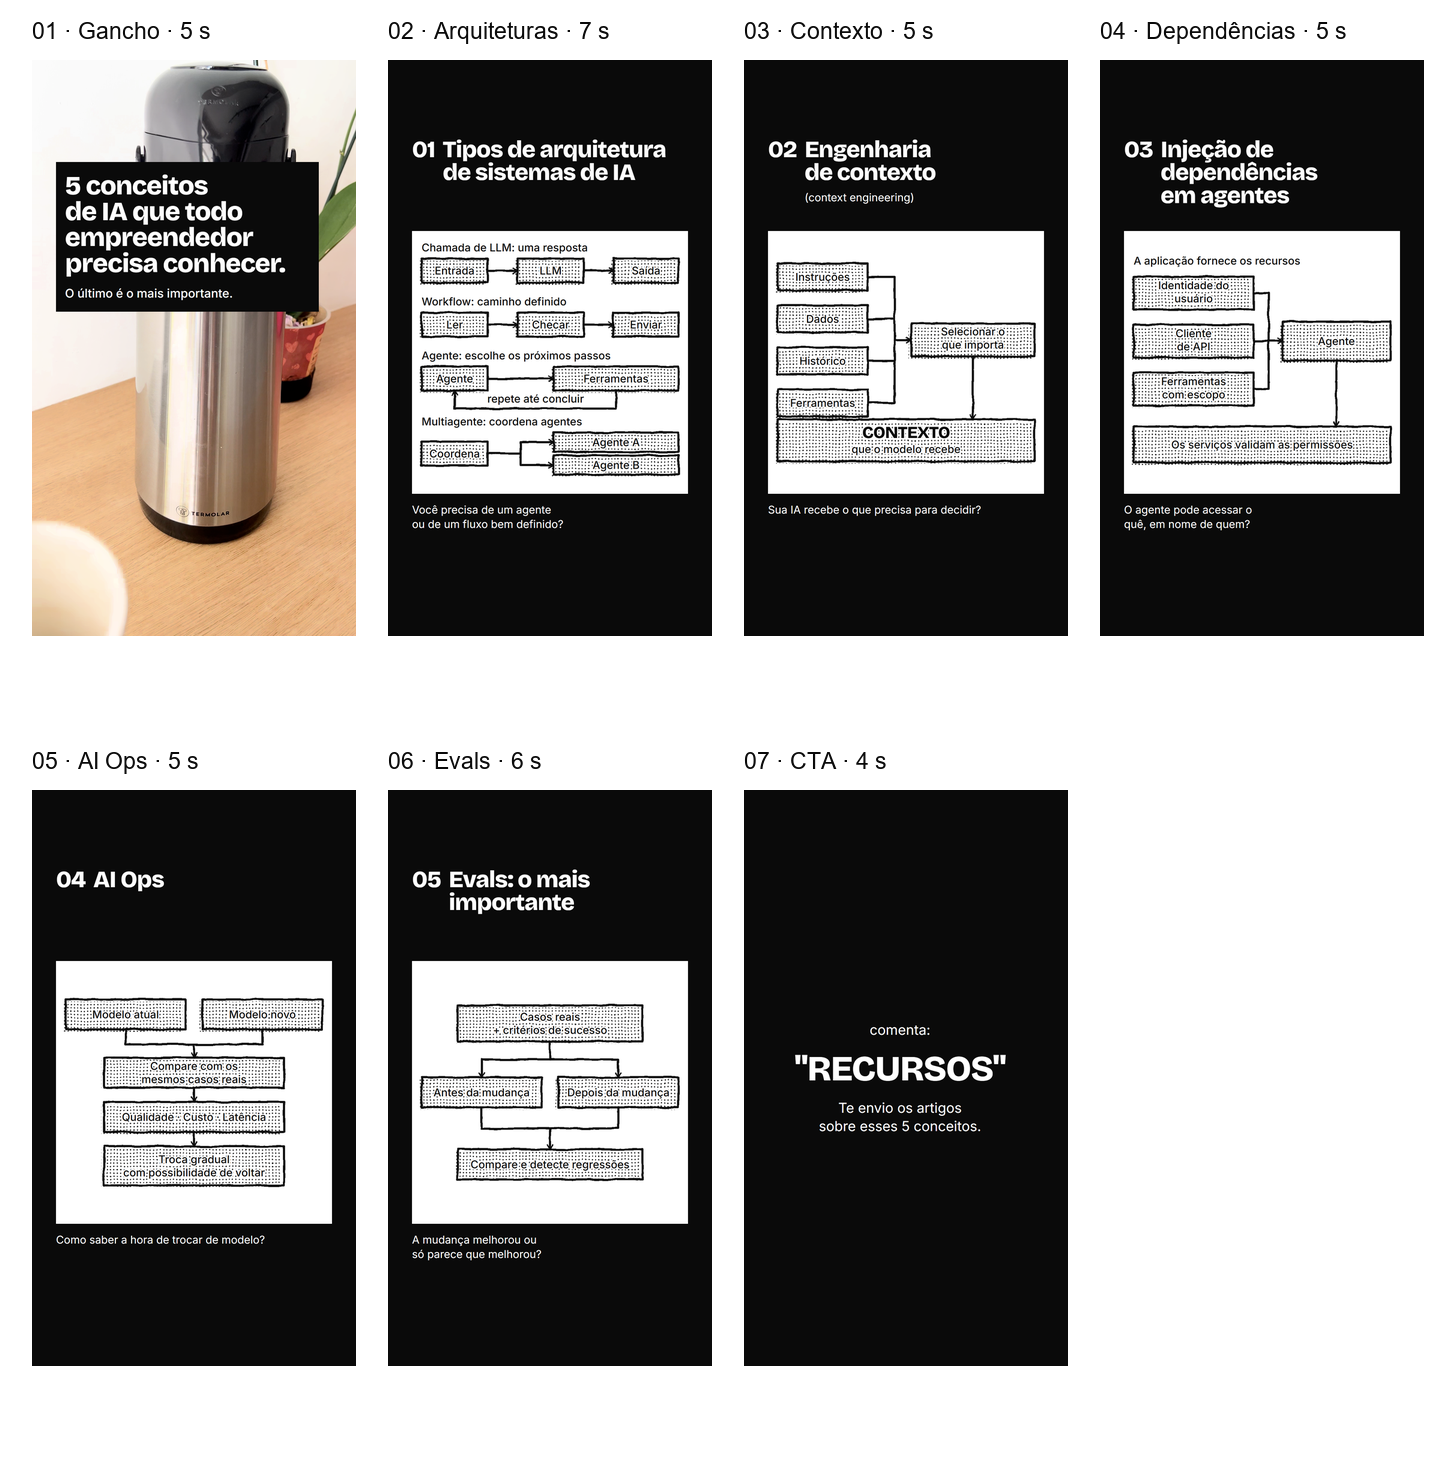 01 · Gancho · 5 s
5 conceitos
de IA que todo
empreendedor
precisa conhecer.
O último é o mais importante.
TERMOLAR
02 · Arquiteturas · 7 s
01 Tipos de arquitetura
de sistemas de IA
Chamada de LLM: uma resposta
Entrada
LLM
Saída
Workflow: caminho definido
Ler
Checar
Enviar
Agente: escolhe os próximos passos
Agente
Ferramentas
repete até concluir
Multiagente: coordena agentes
Coordena
Agente A
Agente B
Você precisa de um agente
ou de um fluxo bem definido?
03 · Contexto · 5 s
02 Engenharia
de contexto
(context engineering)
Instruções
Dados
Histórico
Ferramentas
Selecionar o
que importa
CONTEXTO
que o modelo recebe
Sua IA recebe o que precisa para decidir?
04 · Dependências · 5 s
03 Injeção de
dependências
em agentes
A aplicação fornece os recursos
Identidade do
usuário
Cliente
de API
Ferramentas
com escopo
Agente
Os serviços validam as permissões
O agente pode acessar o
quê, em nome de quem?
05 · AI Ops · 5 s
04 AI Ops
Modelo atual
Modelo novo
Compare com os
mesmos casos reais
Qualidade · Custo · Latência
Troca gradual
com possibilidade de voltar
Como saber a hora de trocar de modelo?
06 · Evals · 6 s
05 Evals: o mais
importante
Casos reais
+ critérios de sucesso
Antes da mudança
Depois da mudança
Compare e detecte regressões
A mudança melhorou ou
só parece que melhorou?
07 · CTA · 4 s
comenta:
"RECURSOS"
Te envio os artigos
sobre esses 5 conceitos.